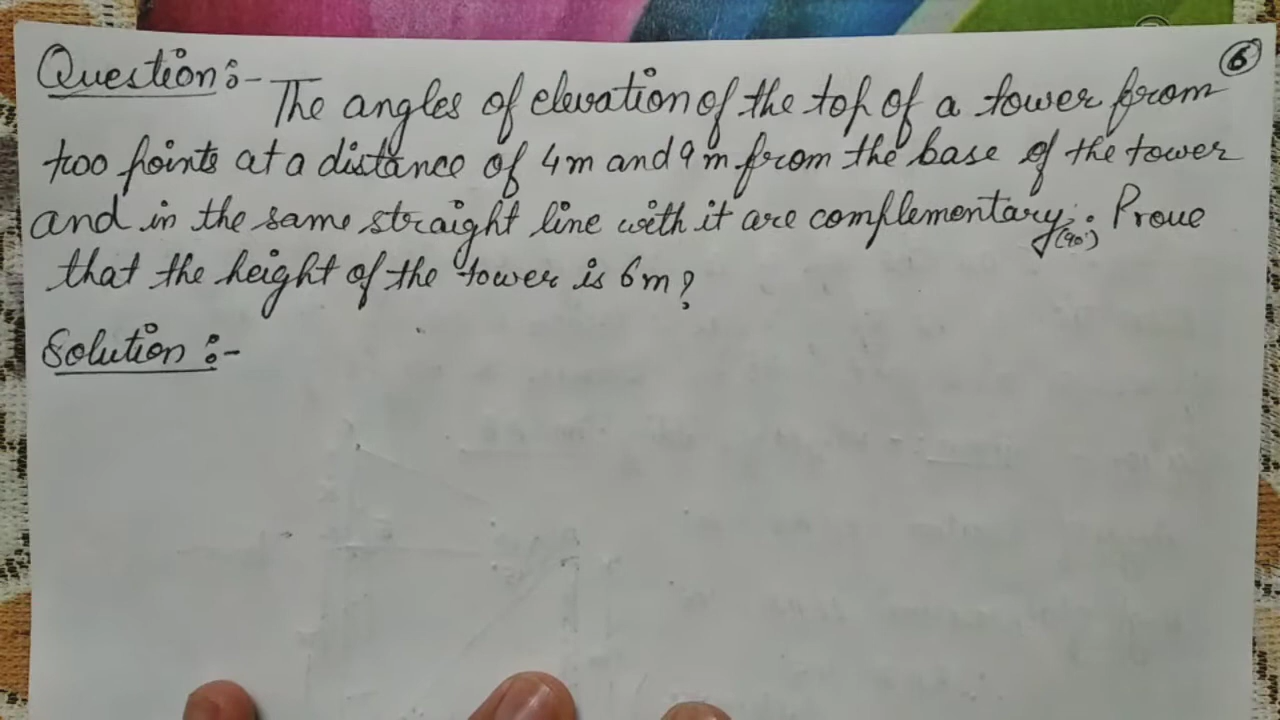 6
Question:- The angles of elevation of the top of a tower from
two points at a distance of 4m and 9m from the base of the tower
and in the same straight line with it are complementary. Prove
(90°)
that the height of the tower is 6m?
Solution :-